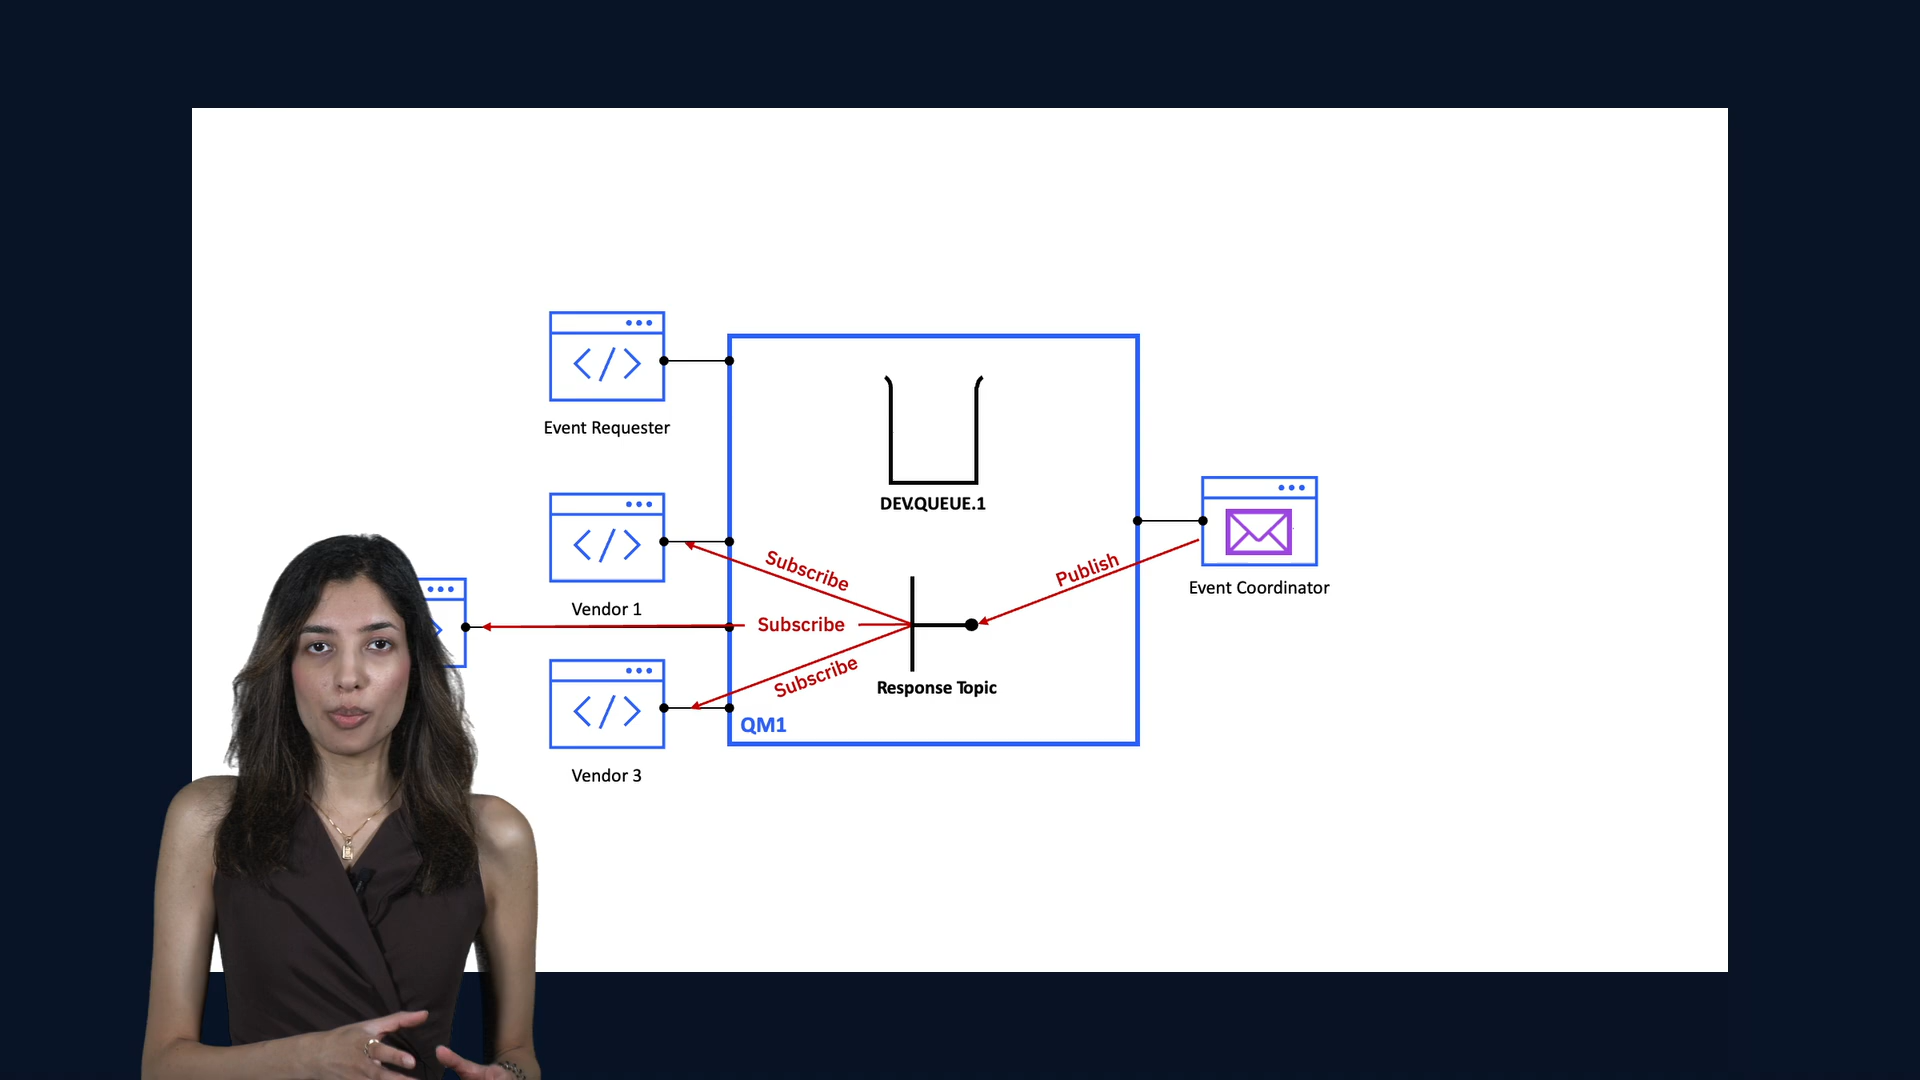 Event Requester
DEV.QUEUE.1
Vendor 1
Subscribe
Publish
Event Coordinator
Subscribe
Subscribe
Response Topic
QM1
Vendor 3